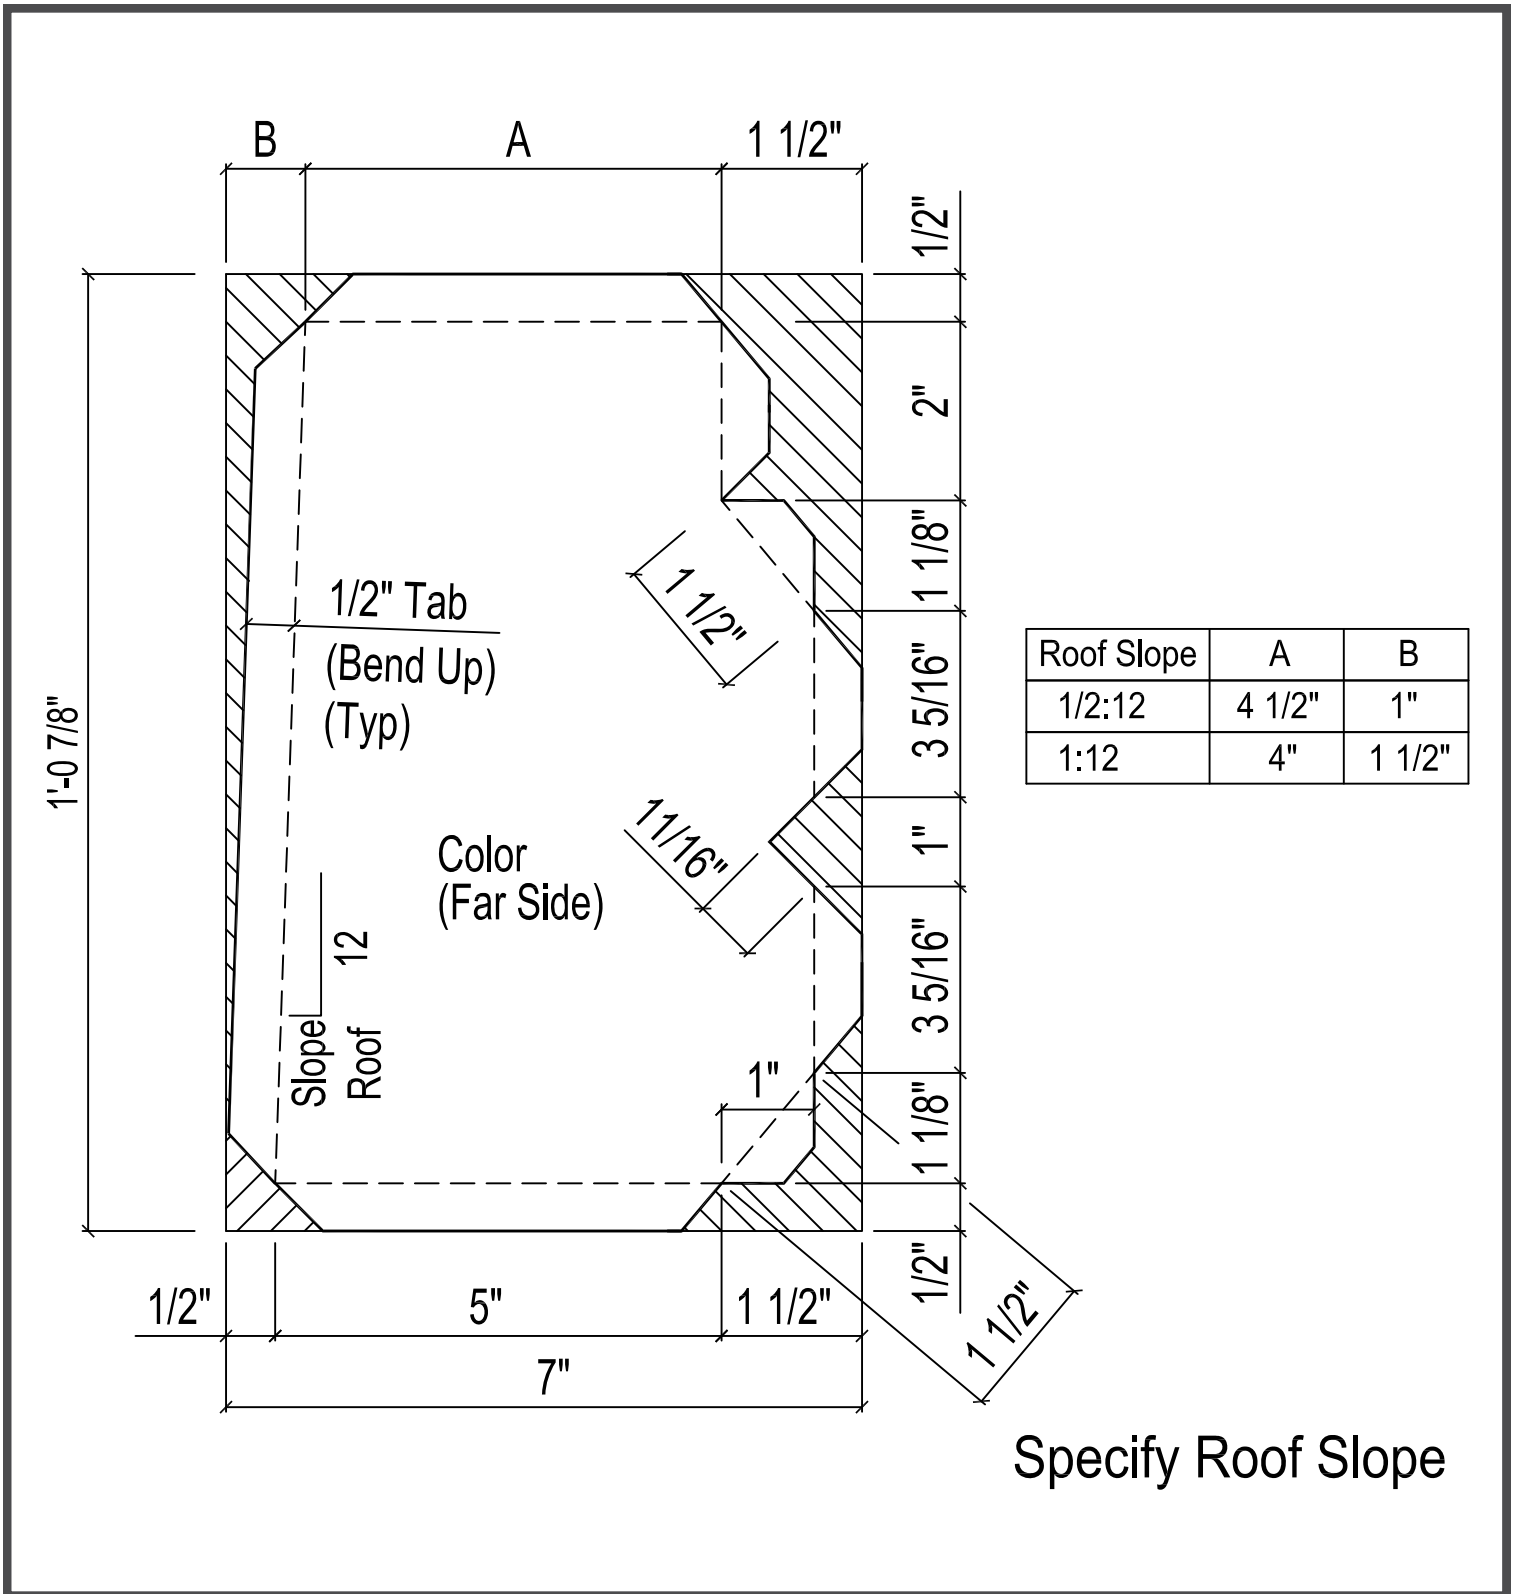 B
A
1 1/2"
1/2"
2"
1 1/8"
3 5/16"
1"
3 5/16"
1 1/8"
1/2"
1'-0 7/8"
1/2" Tab
(Bend Up)
(Typ)
1 1/2"
11/16"
Color
(Far Side)
12
Slope
Roof
1"
1/2"
5"
1 1/2"
7"
1 1/2"
Roof Slope A B
1/2:12 4 1/2" 1"
1:12 4" 1 1/2"
Specify Roof Slope